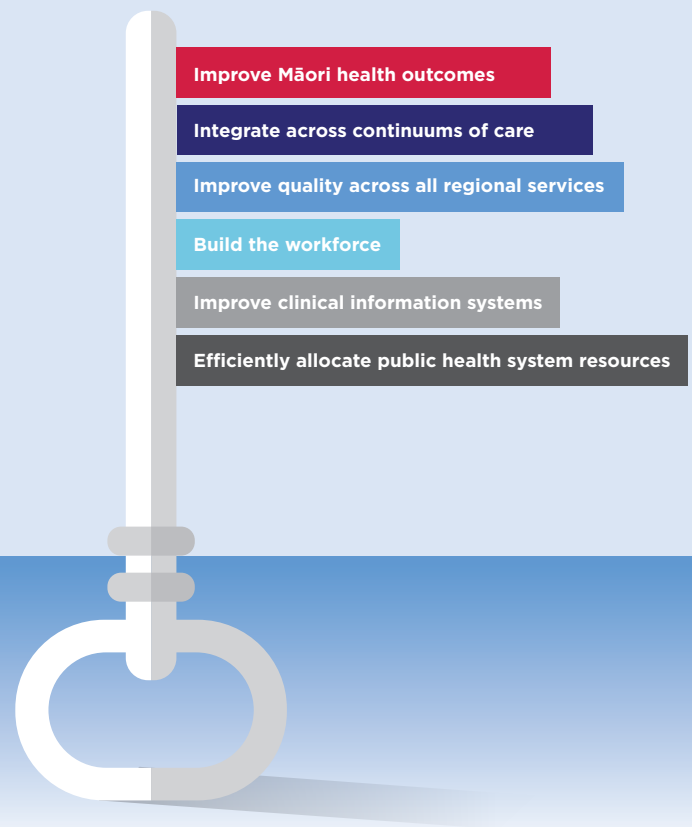 Improve Māori health outcomes
Integrate across continuums of care
Improve quality across all regional services
Build the workforce
Improve clinical information systems
Efficiently allocate public health system resources